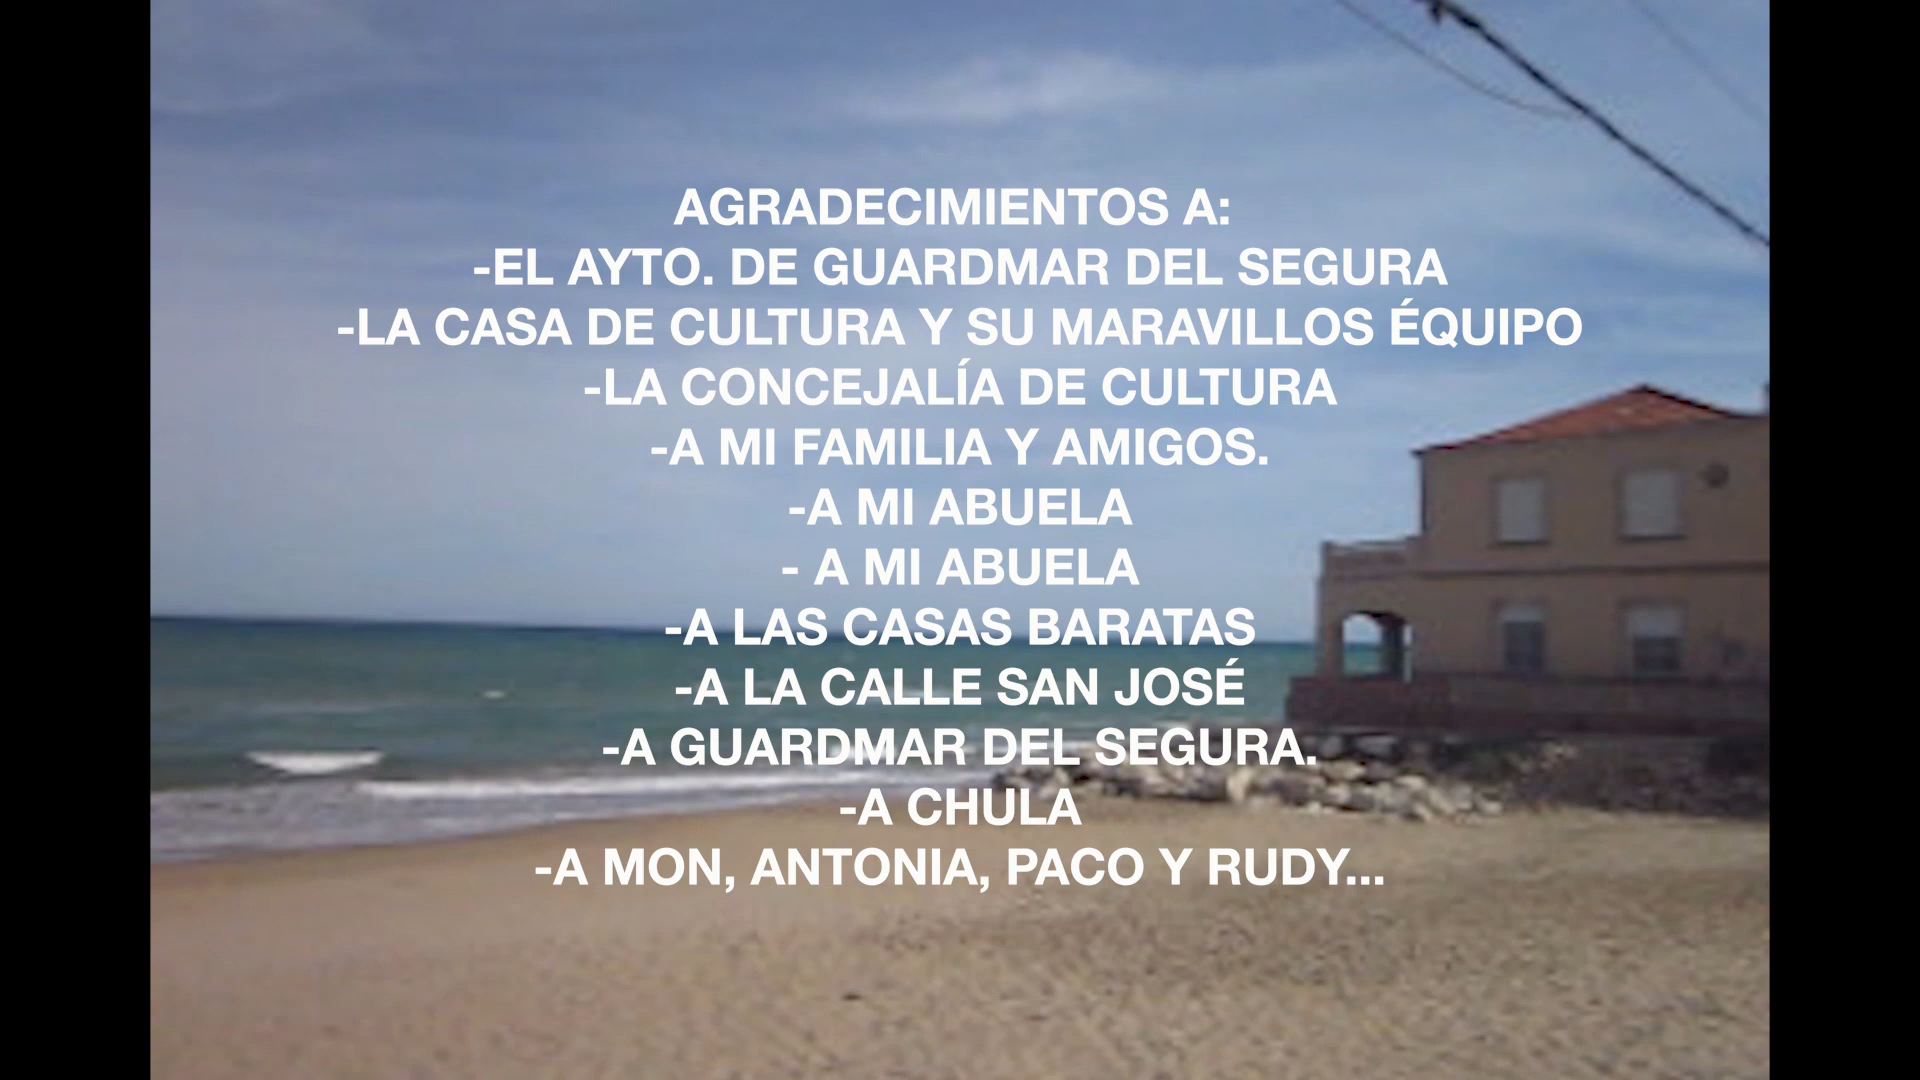 AGRADECIMIENTOS A:
-EL AYTO. DE GUARDMAR DEL SEGURA
-LA CASA DE CULTURA Y SU MARAVILLOS ÉQUIPO
-LA CONCEJALÍA DE CULTURA
-A MI FAMILIA Y AMIGOS.
-A MI ABUELA
- A MI ABUELA
-A LAS CASAS BARATAS
-A LA CALLE SAN JOSÉ
-A GUARDMAR DEL SEGURA.
-A CHULA
-A MON, ANTONIA, PACO Y RUDY...